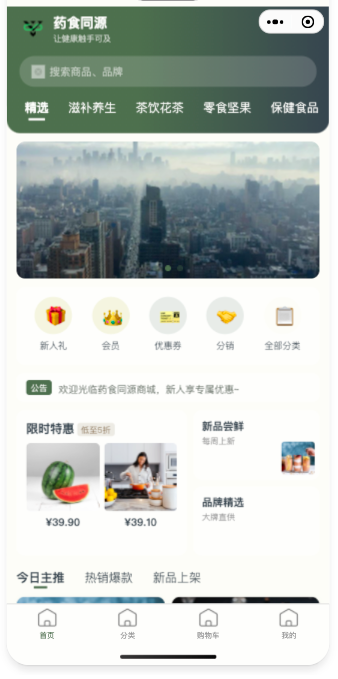 药食同源
让健康触手可及
搜索商品、品牌
精选 滋补养生 茶饮花茶 零食坚果 保健食品
新人礼 会员 优惠券 分销 全部分类
公告 欢迎光临药食同源商城，新人享专属优惠~
限时特惠 低至5折
¥39.90 ¥39.10
新品尝鲜
每周上新
品牌精选
大牌直供
今日主推 热销爆款 新品上架
首页 分类 购物车 我的